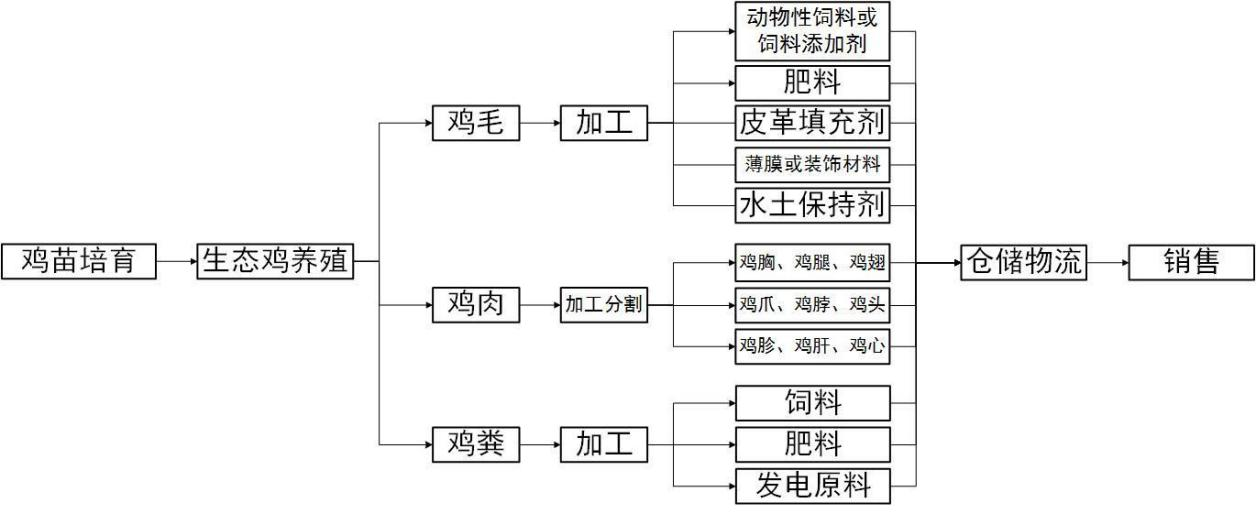 动物性饲料或
饲料添加剂
肥料
鸡毛
加工
皮革填充剂
薄膜或装饰材料
水土保持剂
鸡苗培育
生态鸡养殖
鸡胸、鸡腿、鸡翅
仓储物流
销售
鸡肉
加工分割
鸡爪、鸡脖、鸡头
鸡胗、鸡肝、鸡心
饲料
鸡粪
加工
肥料
发电原料